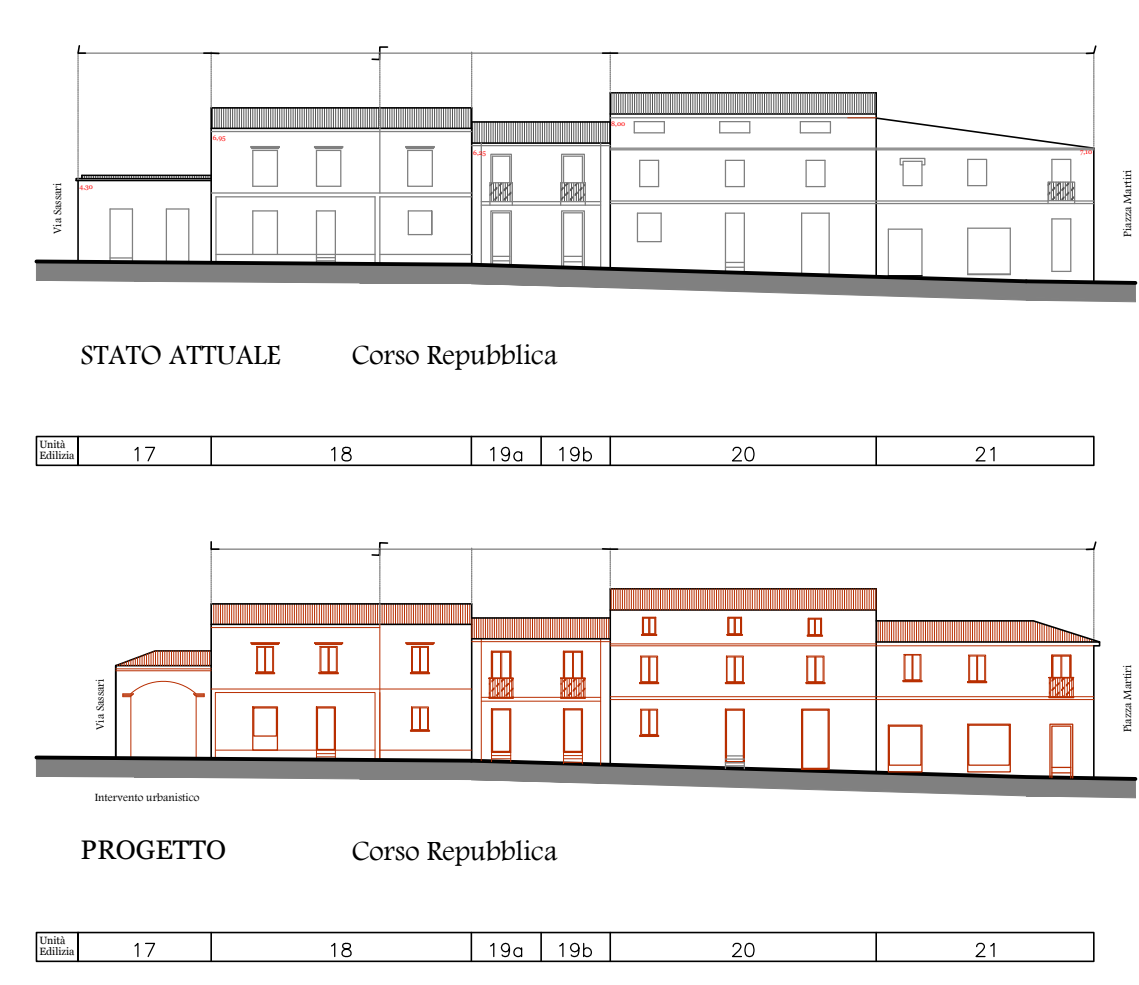 8,00
6,95
6,25
7,10
4,30
Via Sassari
Piazza Martiri
STATO ATTUALE Corso Repubblica
Unità
Edilizia
17 18 19a 19b 20 21
Via Sassari
Piazza Martiri
Intervento urbanistico
PROGETTO Corso Repubblica
Unità
Edilizia
17 18 19a 19b 20 21